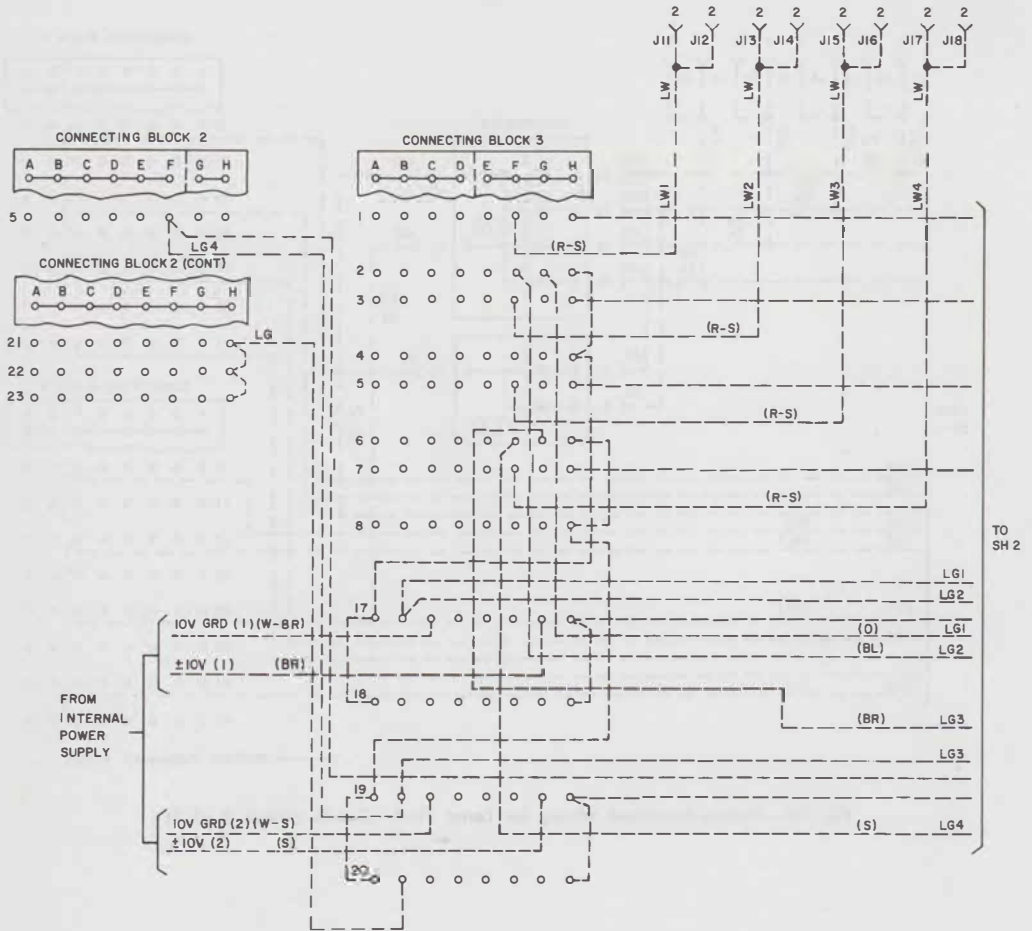 2 2 2 2 2 2 2 2
J11 J12 J13 J14 J15 J16 J17 J18
LW LW LW LW
CONNECTING BLOCK 2
A B C D E F G H
5
LG4
CONNECTING BLOCK 2 (CONT)
A B C D E F G H
21
LG
22
23
CONNECTING BLOCK 3
A B C D E F G H
LW1 LW2 LW3 LW4
1
(R-S)
2
3
(R-S)
4
5
(R-S)
6
7
(R-S)
8
TO
SH 2
LG1
LG2
17
10V GRD (1)(W-BR)
(O) LG1
(BL) LG2
±10V (1) (BR)
18
FROM
INTERNAL
POWER
SUPPLY
(BR) LG3
LG3
19
10V GRD (2)(W-S)
(S) LG4
±10V (2) (S)
20